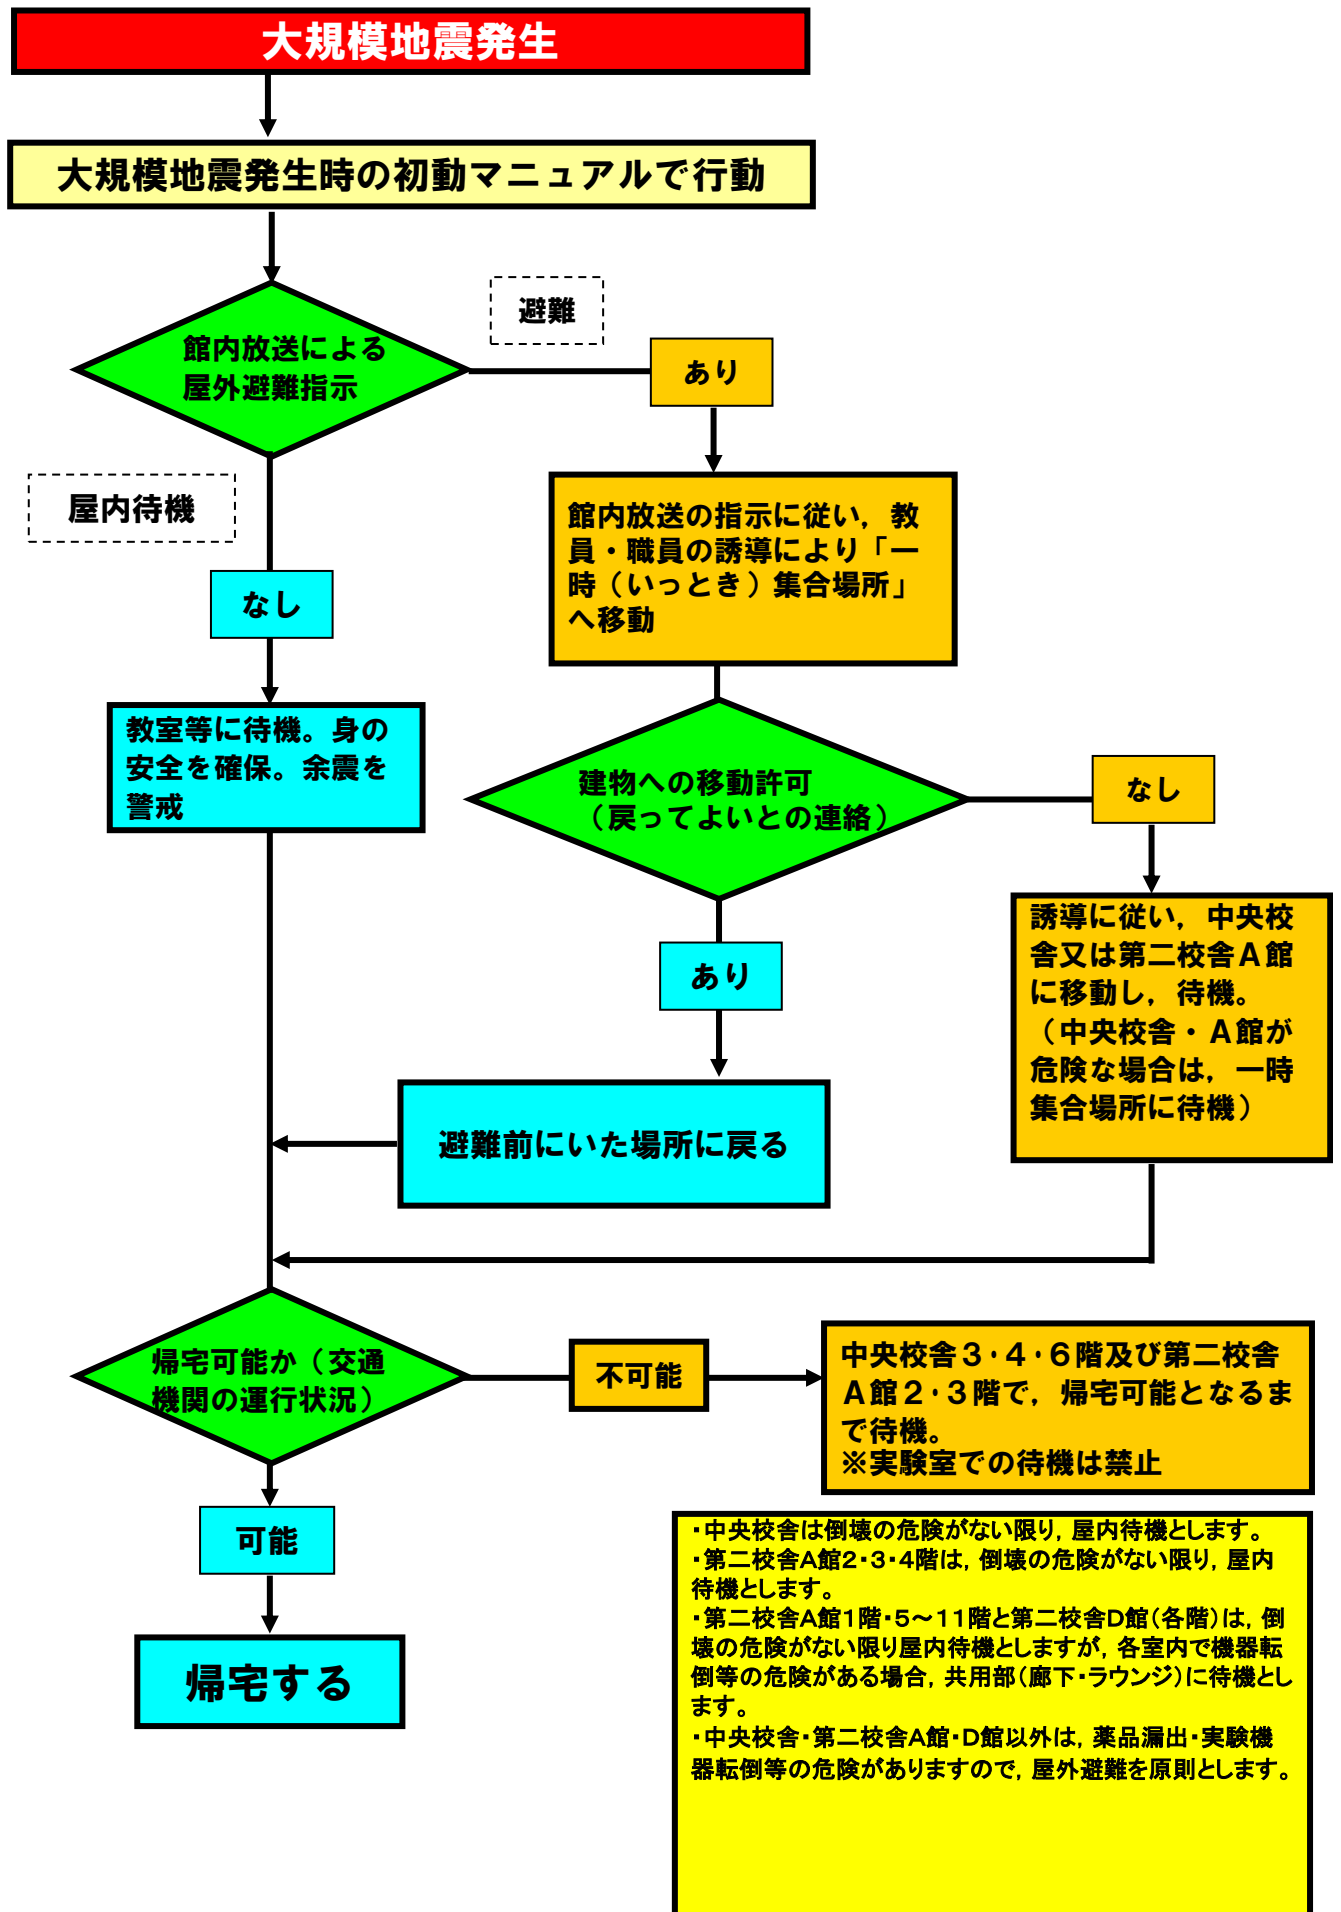 大規模地震発生
大規模地震発生時の初動マニュアルで行動
避難
館内放送による
屋外避難指示
あり
屋内待機
館内放送の指示に従い，教
員・職員の誘導により「一
時（いっとき）集合場所」
へ移動
なし
教室等に待機。身の
安全を確保。余震を
警戒
建物への移動許可
（戻ってよいとの連絡）
なし
誘導に従い，中央校
舎又は第二校舎Ａ館
に移動し，待機。
（中央校舎・Ａ館が
危険な場合は，一時
集合場所に待機）
あり
避難前にいた場所に戻る
帰宅可能か（交通
機関の運行状況）
不可能
中央校舎３・４・６階及び第二校舎
Ａ館２・３階で，帰宅可能となるま
で待機。
※実験室での待機は禁止
可能
帰宅する
・中央校舎は倒壊の危険がない限り，屋内待機とします。
・第二校舎A館2・3・4階は，倒壊の危険がない限り，屋内
待機とします。
・第二校舎A館1階・5～11階と第二校舎D館（各階）は，倒
壊の危険がない限り屋内待機としますが，各室内で機器転
倒等の危険がある場合，共用部（廊下・ラウンジ）に待機とし
ます。
・中央校舎・第二校舎A館・D館以外は，薬品漏出・実験機
器転倒等の危険がありますので，屋外避難を原則とします。